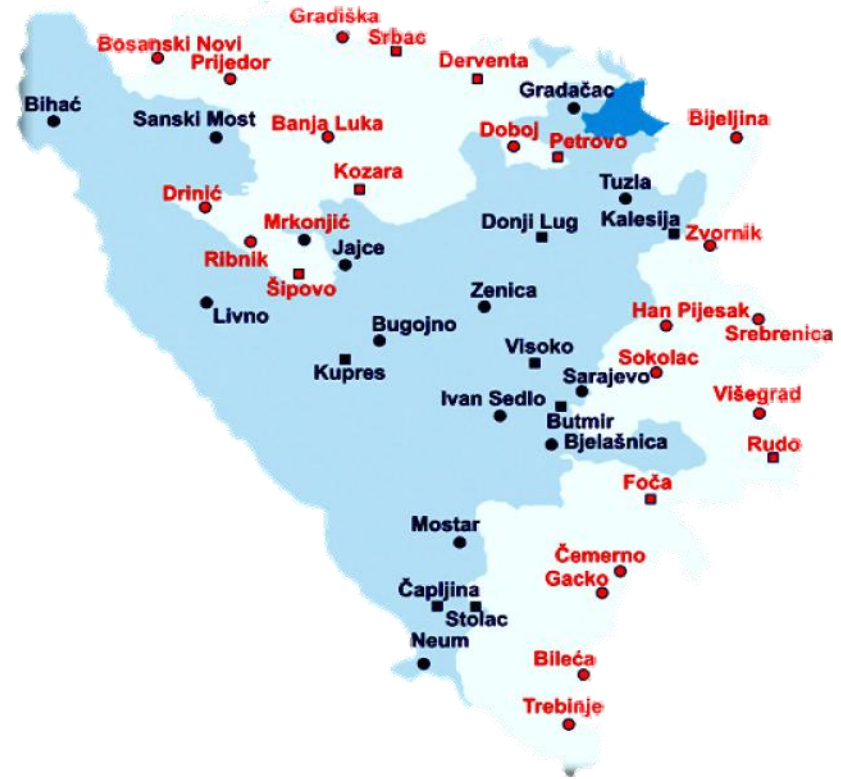 Gradiška
Srbac
Bosanski Novi
Prijedor
Derventa
Gradačac
Bihać
Sanski Most
Banja Luka
Doboj
Petrovo
Bijeljina
Kozara
Tuzla
Drinić
Mrkonjić
Donji Lug
Kalesija
Zvornik
Ribnik
Jajce
Šipovo
Zenica
Livno
Bugojno
Han Pijesak
Srebrenica
Visoko
Sokolac
Kupres
Sarajevo
Ivan Sedlo
Višegrad
Butmir
Bjelašnica
Rudo
Foča
Mostar
Čemerno
Gacko
Čapljina
Stolac
Neum
Bileća
Trebinje